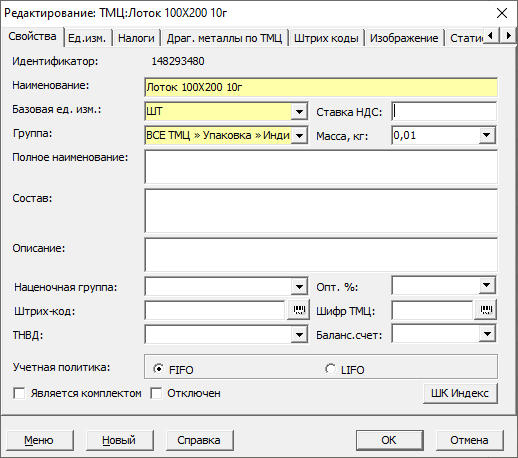 Редактирование: ТМЦ:Лоток 100X200 10г
Свойства Ед.изм. Налоги Драг. металлы по ТМЦ Штрих коды Изображение Статис
Идентификатор: 148293480
Наименование: Лоток 100X200 10г
Базовая ед. изм.: ШТ Ставка НДС:
Группа: ВСЕ ТМЦ » Упаковка » Инди Масса, кг: 0,01
Полное наименование:
Состав:
Описание:
Наценочная группа: Опт. %:
Штрих-код: Шифр ТМЦ:
ТНВД: Баланс.счет:
Учетная политика: FIFO LIFO
Является комплектом Отключен ШК Индекс
Меню Новый Справка OK Отмена